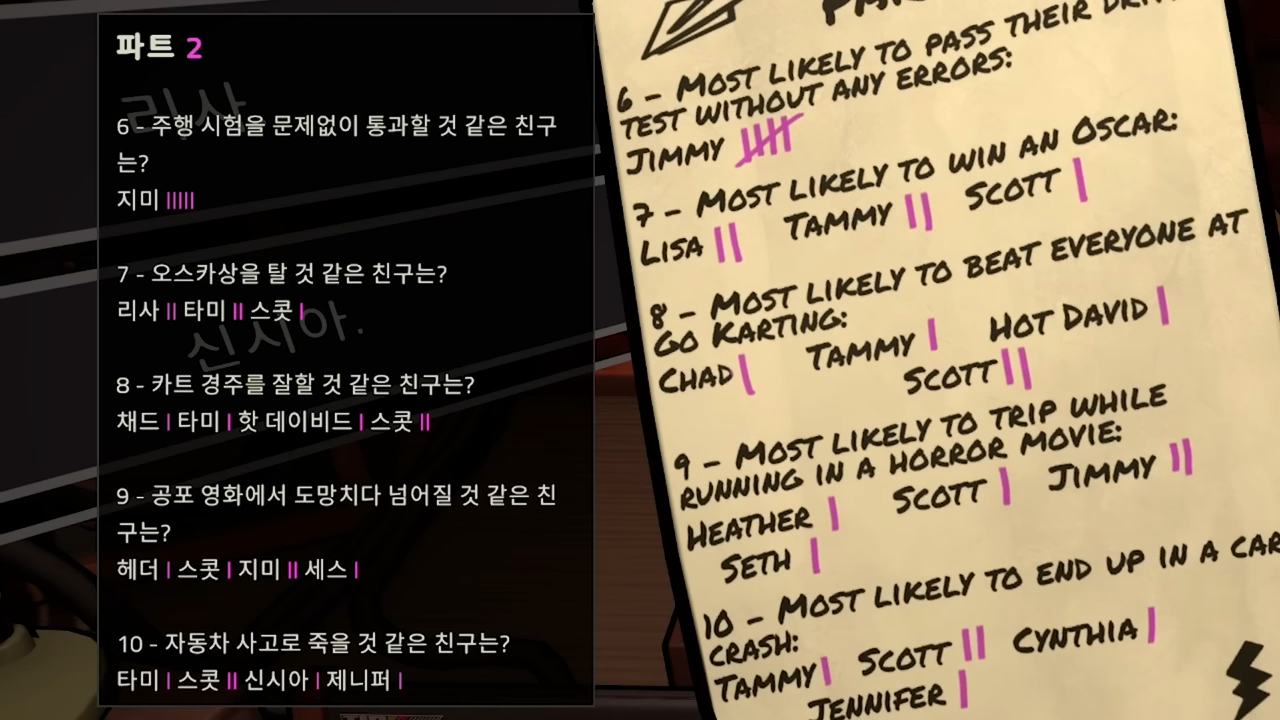 파트 2
리사
6 - 주행 시험을 문제없이 통과할 것 같은 친구
는?
지미 |||||
7 - 오스카상을 탈 것 같은 친구는?
리사 || 타미 || 스콧 |
신시아.
8 - 카트 경주를 잘할 것 같은 친구는?
채드 | 타미 | 핫 데이비드 | 스콧 ||
9 - 공포 영화에서 도망치다 넘어질 것 같은 친
구는?
헤더 | 스콧 | 지미 || 세스 |
10 - 자동차 사고로 죽을 것 같은 친구는?
타미 | 스콧 || 신시아 | 제니퍼 |
6 - MOST LIKELY TO PASS THEIR
TEST WITHOUT ANY ERRORS:
JIMMY |||||
7 - MOST LIKELY TO WIN AN OSCAR:
LISA || TAMMY || SCOTT |
8 - MOST LIKELY TO BEAT EVERYONE AT
GO KARTING:
CHAD | TAMMY | HOT DAVID |
SCOTT ||
9 - MOST LIKELY TO TRIP WHILE
RUNNING IN A HORROR MOVIE:
HEATHER | SCOTT | JIMMY ||
SETH |
10 - MOST LIKELY TO END UP IN A CAR
CRASH:
TAMMY | SCOTT || CYNTHIA |
JENNIFER |